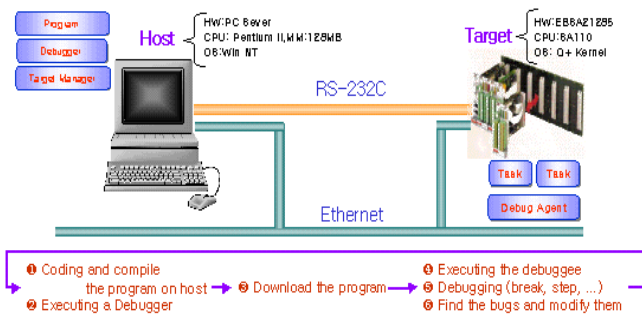 Program
Debugger
Target Manager
Host
HW:PC Sever
CPU: Pentium II,MM:128MB
OS:Win NT
Target
HW:EBSA21285
CPU:SA110
OS: Q+ Kernel
RS-232C
Task
Task
Debug Agent
Ethernet
❶ Coding and compile
the program on host
❷ Executing a Debugger
❸ Download the program
❹ Executing the debuggee
❺ Debugging (break, step, ...)
❻ Find the bugs and modify them